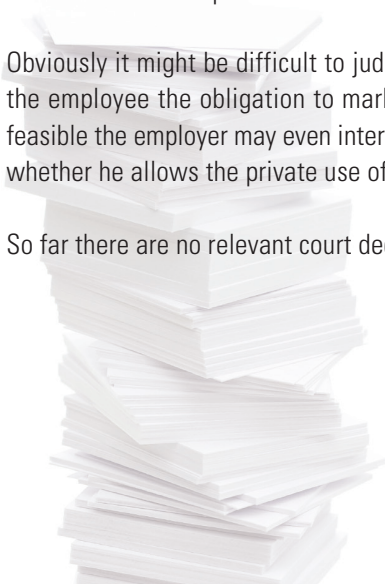 Obviously it might be difficult to jud
the employee the obligation to mark
feasible the employer may even inter
whether he allows the private use of
So far there are no relevant court dec